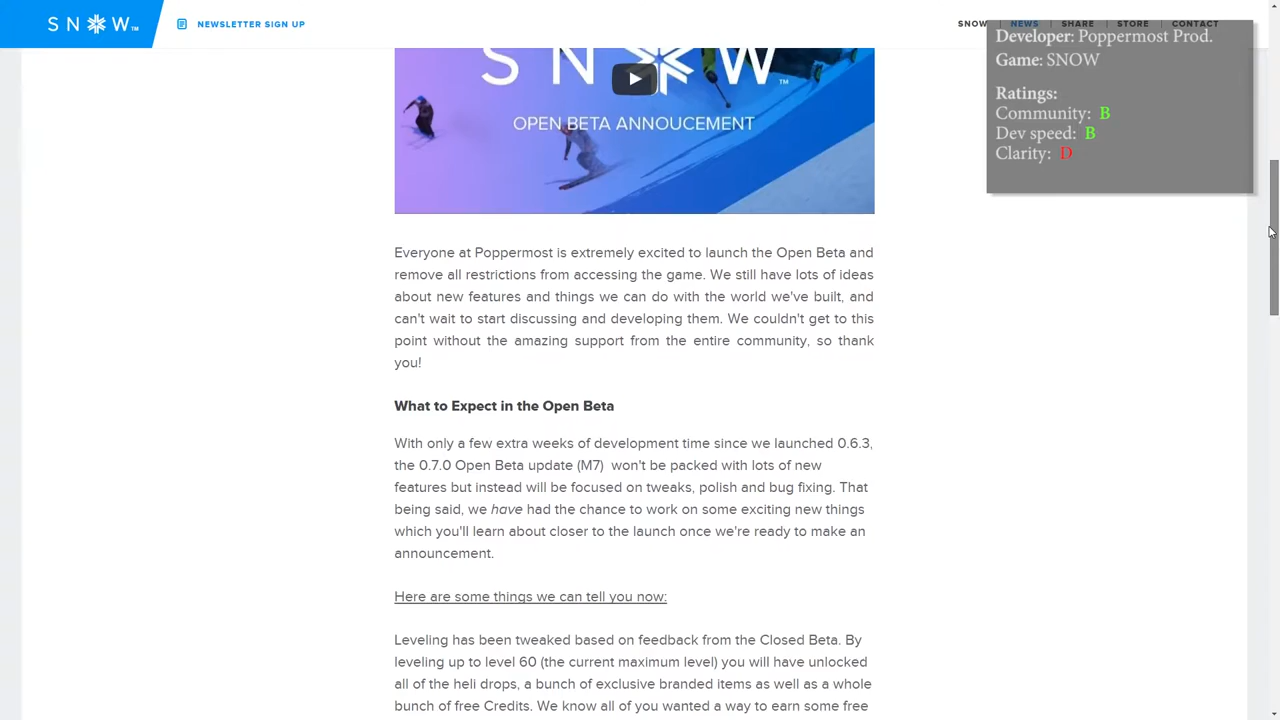 SNOW™
NEWSLETTER SIGN UP
SNOW
NEWS
SHARE
STORE
CONTACT
Developer: Poppermost Prod.
Game: SNOW
Ratings:
Community: B
Dev speed: B
Clarity: D
SNOW™
OPEN BETA ANNOUCEMENT
Everyone at Poppermost is extremely excited to launch the Open Beta and
remove all restrictions from accessing the game. We still have lots of ideas
about new features and things we can do with the world we've built, and
can't wait to start discussing and developing them. We couldn't get to this
point without the amazing support from the entire community, so thank
you!
What to Expect in the Open Beta
With only a few extra weeks of development time since we launched 0.6.3,
the 0.7.0 Open Beta update (M7) won't be packed with lots of new
features but instead will be focused on tweaks, polish and bug fixing. That
being said, we have had the chance to work on some exciting new things
which you'll learn about closer to the launch once we're ready to make an
announcement.
Here are some things we can tell you now:
Leveling has been tweaked based on feedback from the Closed Beta. By
leveling up to level 60 (the current maximum level) you will have unlocked
all of the heli drops, a bunch of exclusive branded items as well as a whole
bunch of free Credits. We know all of you wanted a way to earn some free